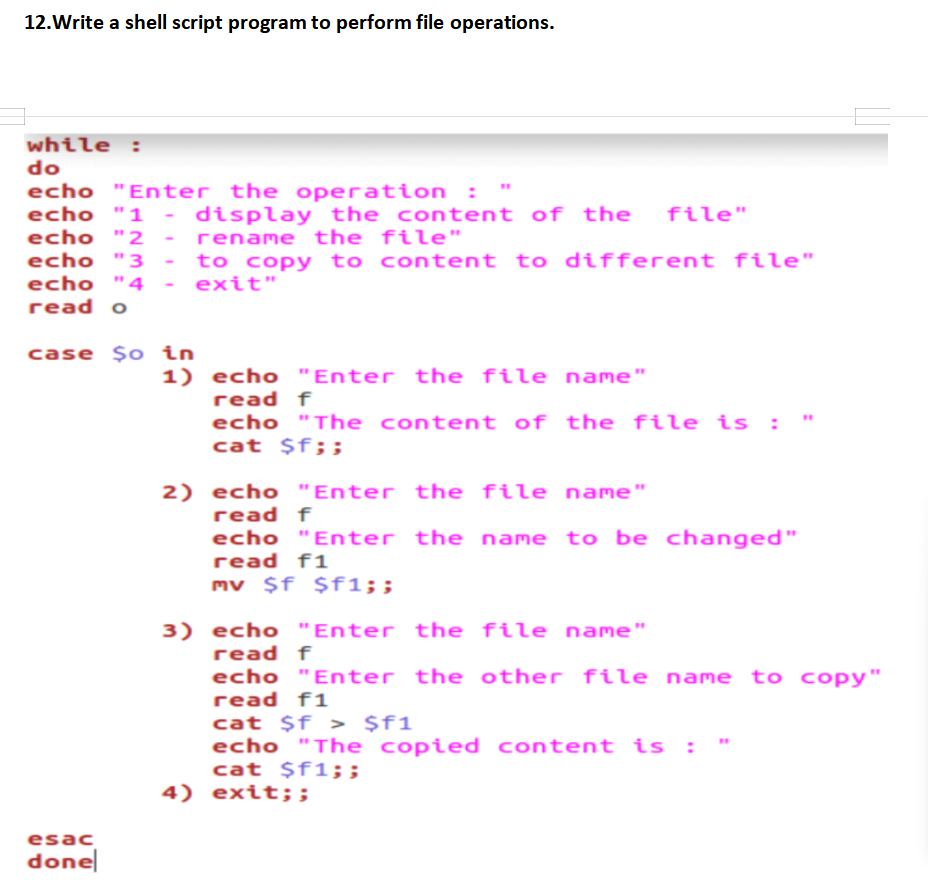 12.Write a shell script program to perform file operations.
while :
do
echo "Enter the operation : "
echo "1 - display the content of the  file"
echo "2 - rename the file"
echo "3 - to copy to content to different file"
echo "4 - exit"
read o
case $o in
1) echo "Enter the file name"
read f
echo "The content of the file is : "
cat $f;;
2) echo "Enter the file name"
read f
echo "Enter the name to be changed"
read f1
mv $f $f1;;
3) echo "Enter the file name"
read f
echo "Enter the other file name to copy"
read f1
cat $f > $f1
echo "The copied content is : "
cat $f1;;
4) exit;;
esac
done